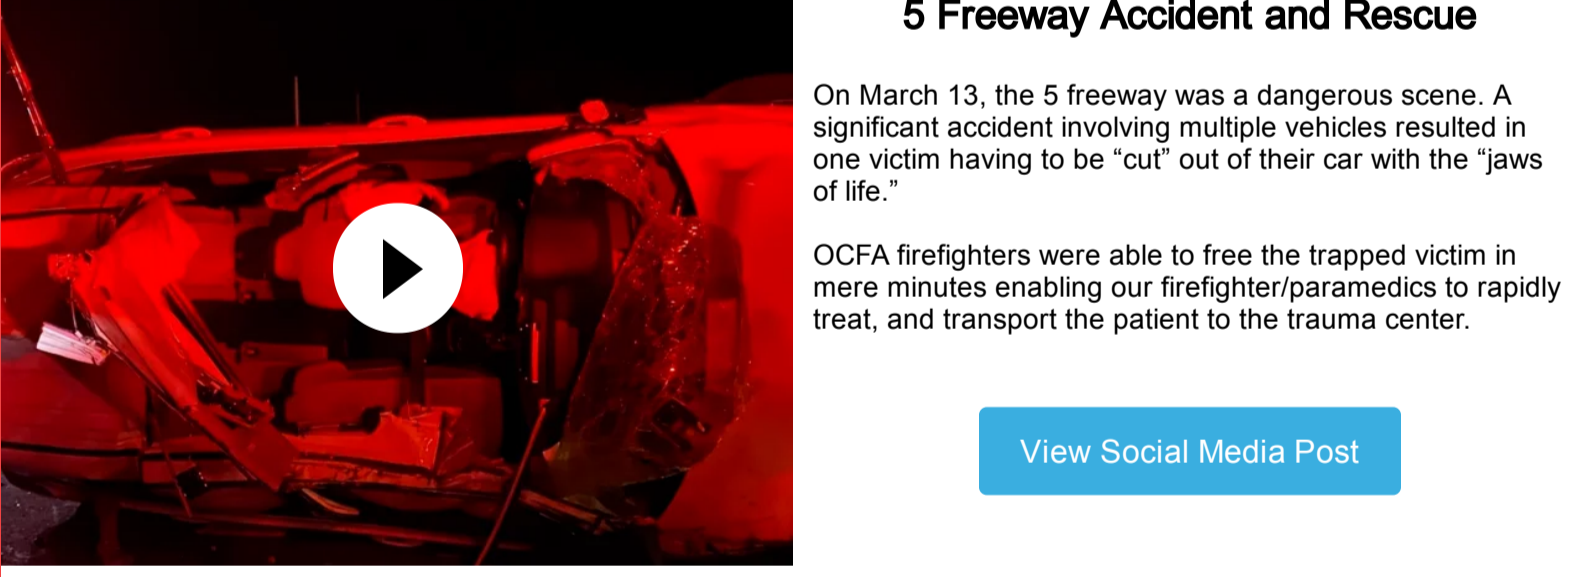 5 Freeway Accident and Rescue
On March 13, the 5 freeway was a dangerous scene. A
significant accident involving multiple vehicles resulted in
one victim having to be “cut” out of their car with the “jaws
of life.”
OCFA firefighters were able to free the trapped victim in
mere minutes enabling our firefighter/paramedics to rapidly
treat, and transport the patient to the trauma center.
View Social Media Post